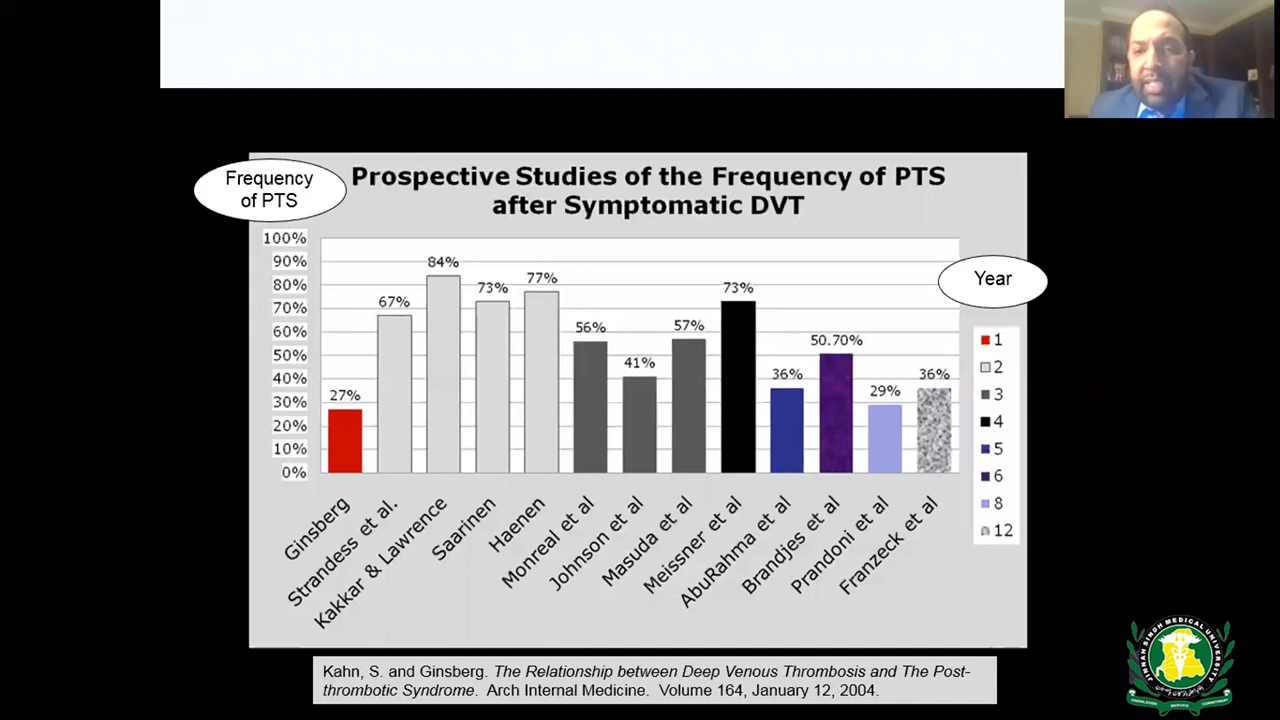 Frequency
of PTS
Prospective Studies of the Frequency of PTS
after Symptomatic DVT
100%
90%
80%
70%
60%
50%
40%
30%
20%
10%
0%
27%
67%
84%
73%
77%
56%
41%
57%
73%
36%
50.70%
29%
36%
Ginsberg
Strandess et al.
Kakkar & Lawrence
Saarinen
Haenen
Monreal et al
Johnson et al
Masuda et al
Meissner et al
AbuRahma et al
Brandjes et al
Prandoni et al
Franzeck et al
Year
1
2
3
4
5
6
8
12
Kahn, S. and Ginsberg. The Relationship between Deep Venous Thrombosis and The Post-
thrombotic Syndrome. Arch Internal Medicine. Volume 164, January 12, 2004.
JINNAH SINDH MEDICAL UNIVERSITY